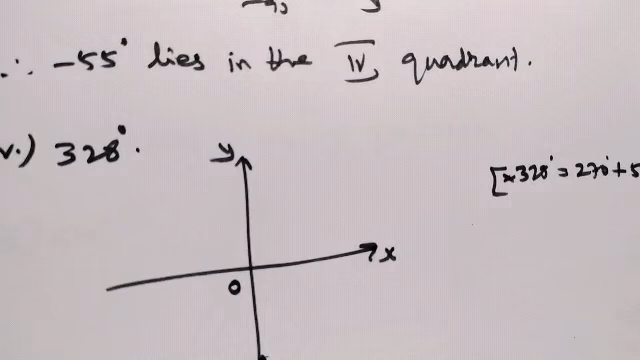 ∴ -55° lies in the IV quadrant.
v.) 328°.
[×328° = 270° + 5
y
x
0